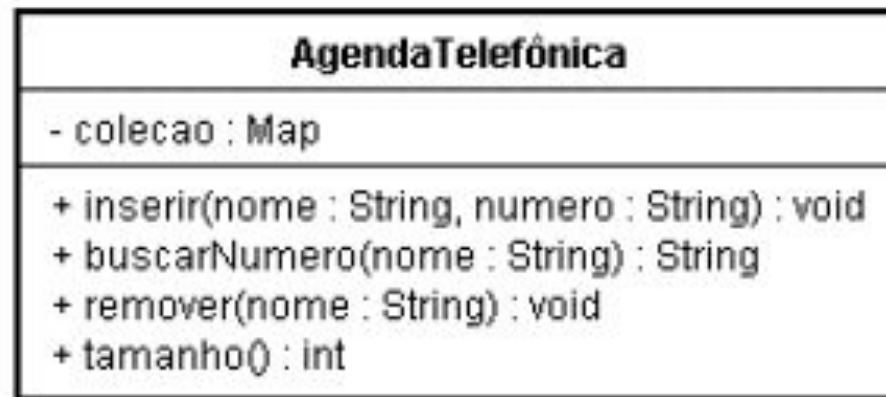 AgendaTelefônica
- colecao : Map
+ inserir(nome : String, numero : String) : void
+ buscarNumero(nome : String) : String
+ remover(nome : String) : void
+ tamanho() : int